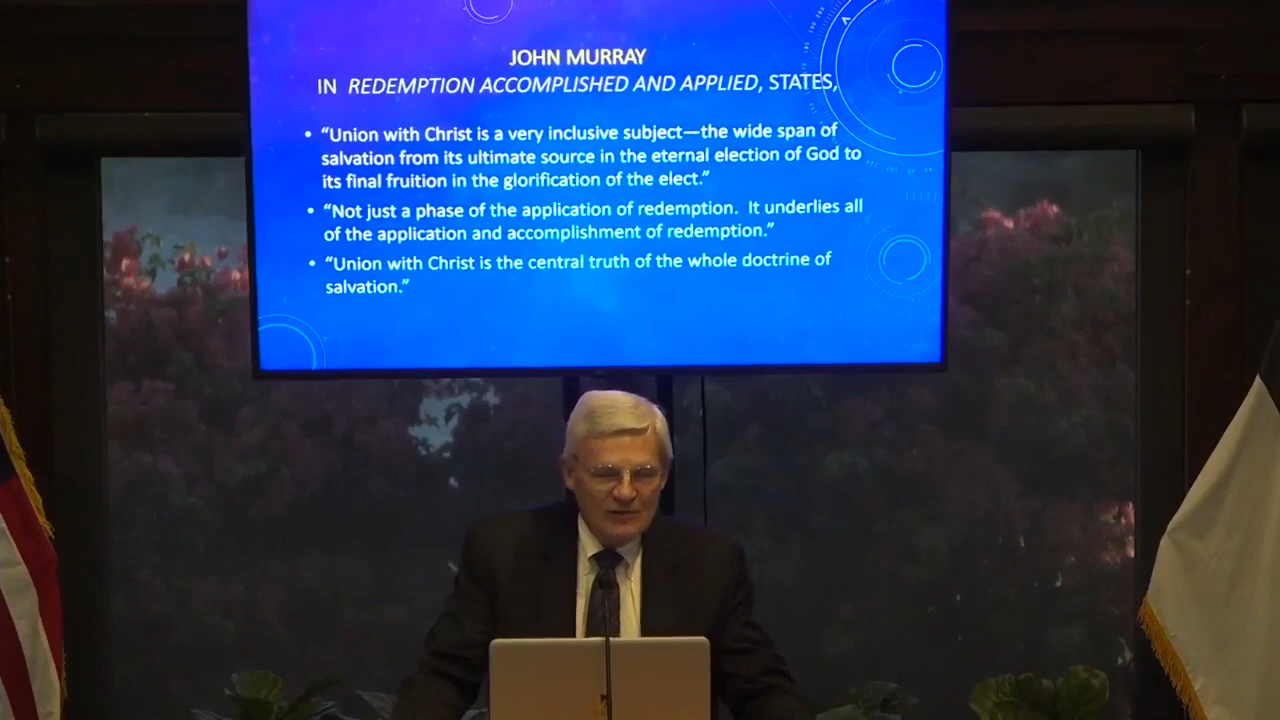 JOHN MURRAY
IN REDEMPTION ACCOMPLISHED AND APPLIED, STATES,
• “Union with Christ is a very inclusive subject—the wide span of
salvation from its ultimate source in the eternal election of God to
its final fruition in the glorification of the elect.”
• “Not just a phase of the application of redemption. It underlies all
of the application and accomplishment of redemption.”
• “Union with Christ is the central truth of the whole doctrine of
salvation.”